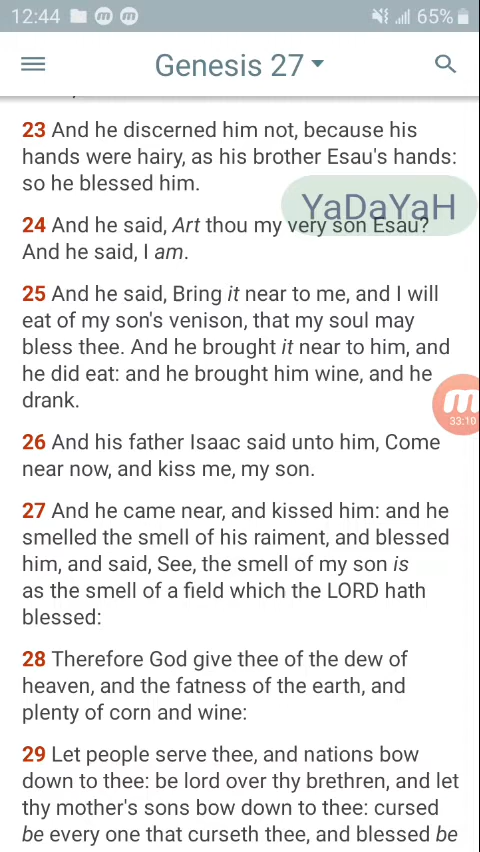 12:44 65%
Genesis 27
23 And he discerned him not, because his
hands were hairy, as his brother Esau's hands:
so he blessed him.
YaDaYaH
24 And he said, Art thou my very son Esau?
And he said, I am.
25 And he said, Bring it near to me, and I will
eat of my son's venison, that my soul may
bless thee. And he brought it near to him, and
he did eat: and he brought him wine, and he
drank.
33:10
26 And his father Isaac said unto him, Come
near now, and kiss me, my son.
27 And he came near, and kissed him: and he
smelled the smell of his raiment, and blessed
him, and said, See, the smell of my son is
as the smell of a field which the LORD hath
blessed:
28 Therefore God give thee of the dew of
heaven, and the fatness of the earth, and
plenty of corn and wine:
29 Let people serve thee, and nations bow
down to thee: be lord over thy brethren, and let
thy mother's sons bow down to thee: cursed
be every one that curseth thee, and blessed be